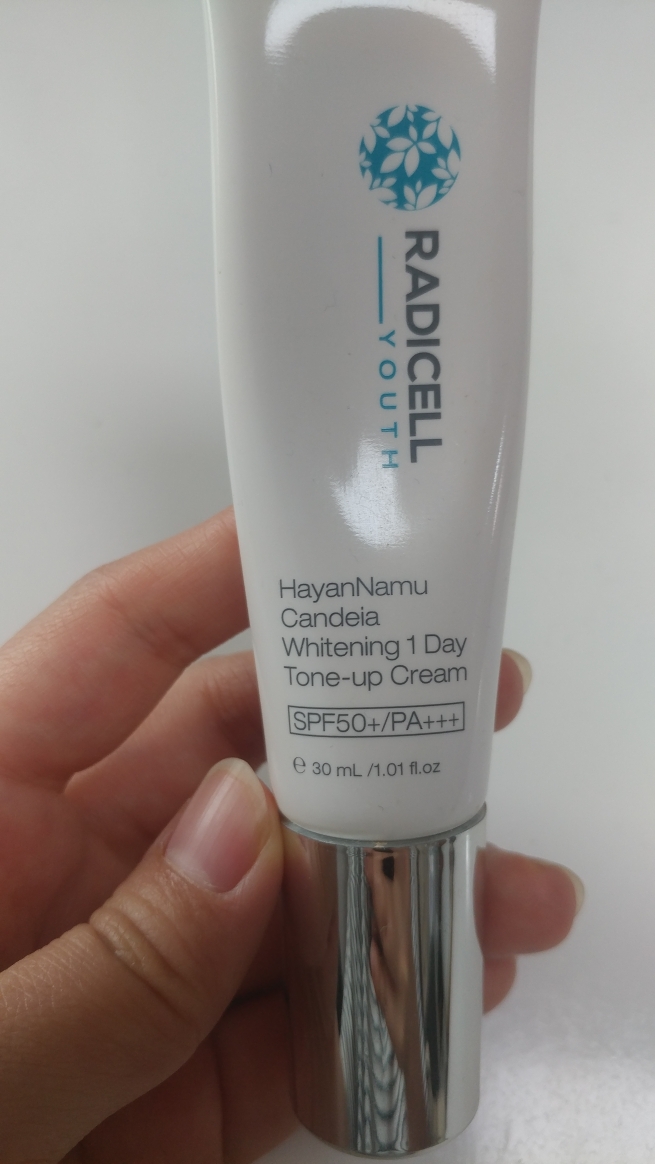 RADICELL
YOUTH
HayanNamu
Candeia
Whitening 1 Day
Tone-up Cream
SPF50+/PA+++
℮ 30 mL /1.01 fl.oz